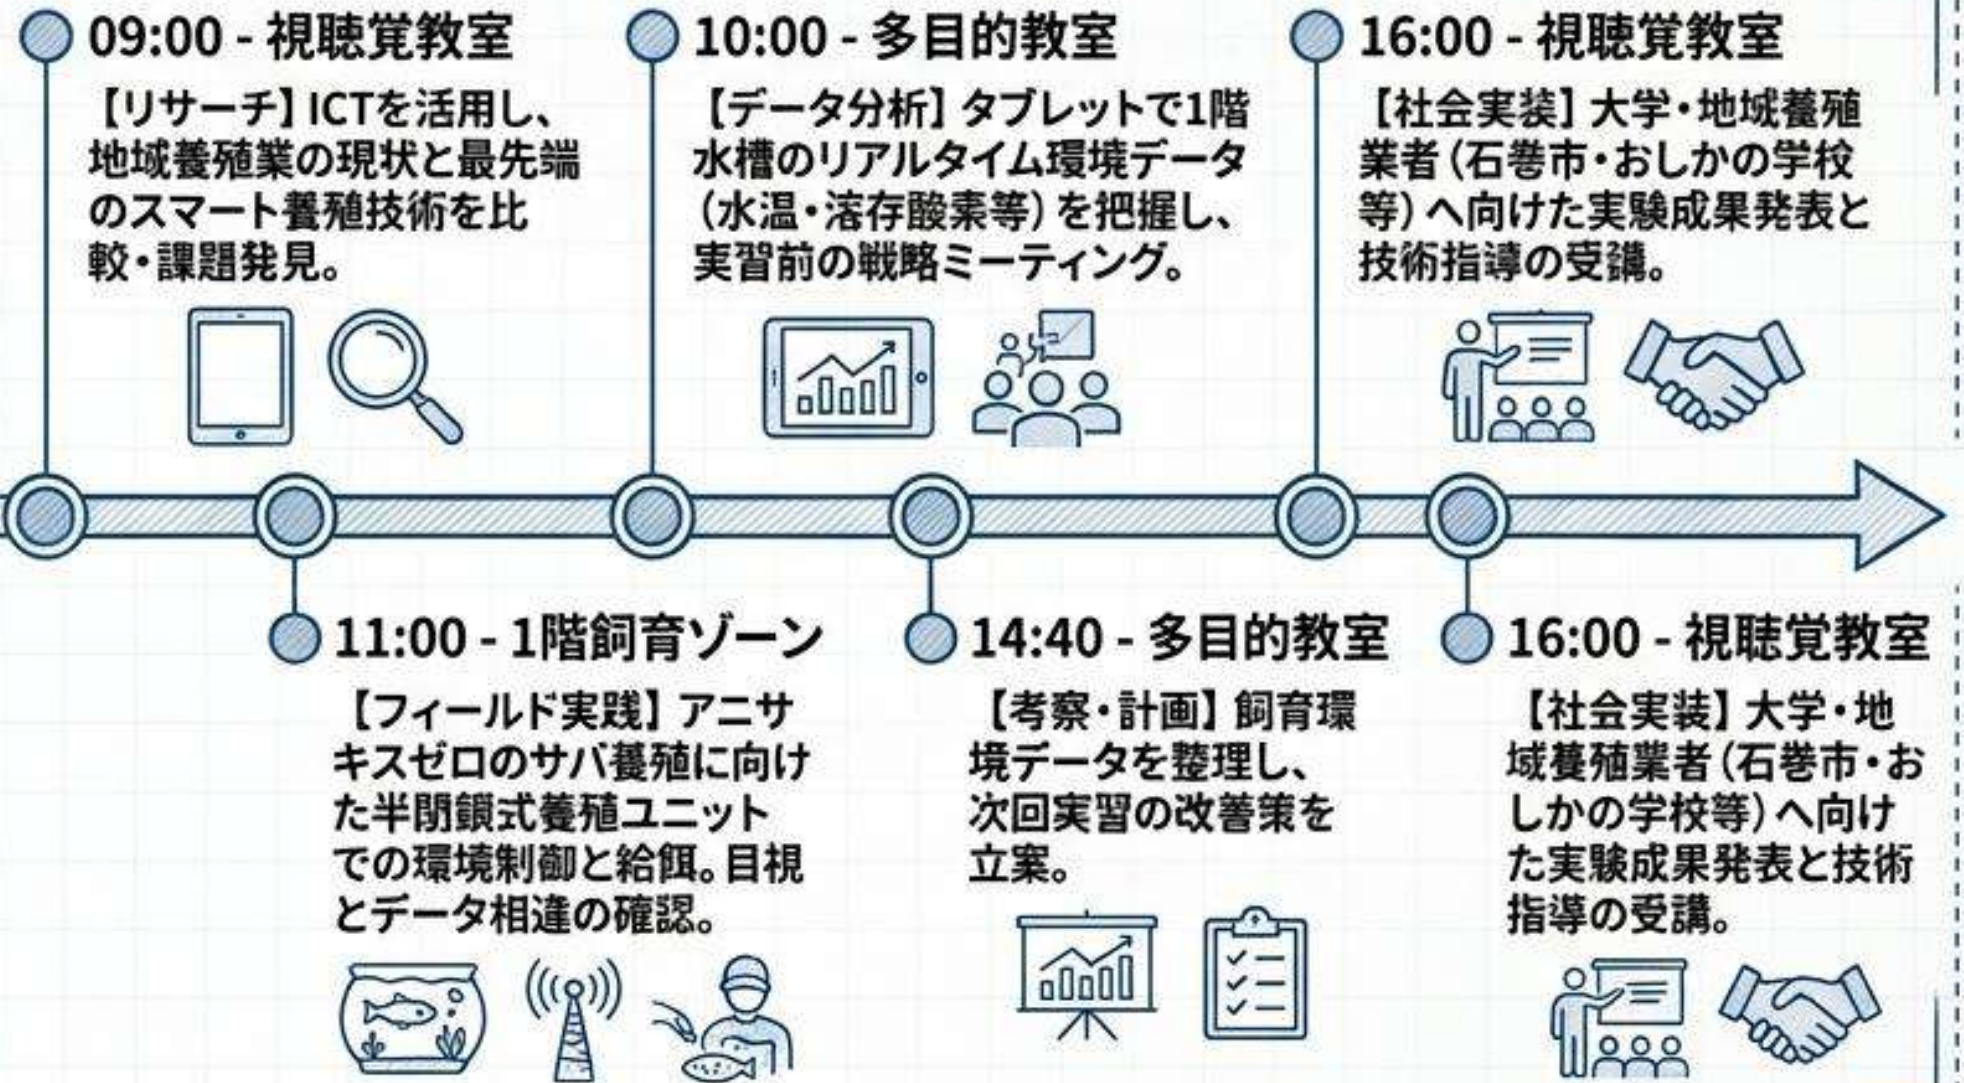 09:00 - 視聴覚教室
【リサーチ】ICTを活用し、
地域養殖業の現状と最先端
のスマート養殖技術を比
較・課題発見。
10:00 - 多目的教室
【データ分析】タブレットで1階
水槽のリアルタイム環境データ
（水温・溶存酸素等）を把握し、
実習前の戦略ミーティング。
16:00 - 視聴覚教室
【社会実装】大学・地域養殖
業者（石巻市・おしかの学校
等）へ向けた実験成果発表と
技術指導の受講。
11:00 - 1階飼育ゾーン
【フィールド実践】アニサ
キスゼロのサバ養殖に向け
た半閉鎖式養殖ユニット
での環境制御と給餌。目視
とデータ相違の確認。
14:40 - 多目的教室
【考察・計画】飼育環
境データを整理し、
次回実習の改善策を
立案。
16:00 - 視聴覚教室
【社会実装】大学・地
域養殖業者（石巻市・お
しかの学校等）へ向け
た実験成果発表と技術
指導の受講。